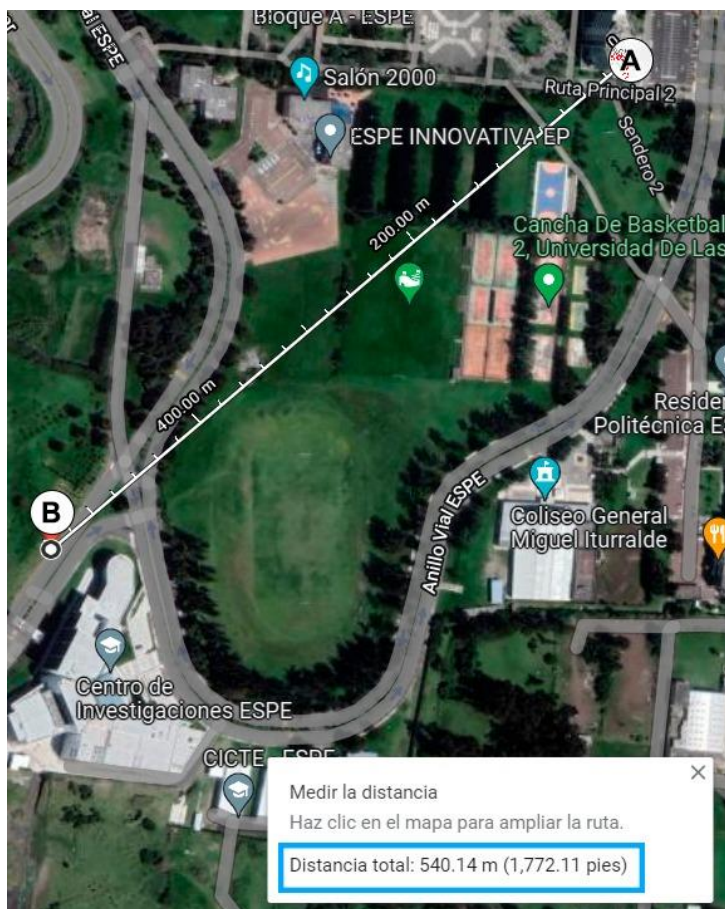 Bloque A - ESPE
al ESPE
A
Salón 2000
Ruta Principal 2
ESPE INNOVATIVA EP
Sendero 2
200.00 m
Cancha De Basketbal
2, Universidad De Las
400.00 m
Reside
Politécnica E
B
Anillo Vial ESPE
Coliseo General
Miguel Iturralde
Centro de
Investigaciones ESPE
CICTE - ESPE
Medir la distancia
Haz clic en el mapa para ampliar la ruta.
Distancia total: 540.14 m (1,772.11 pies)